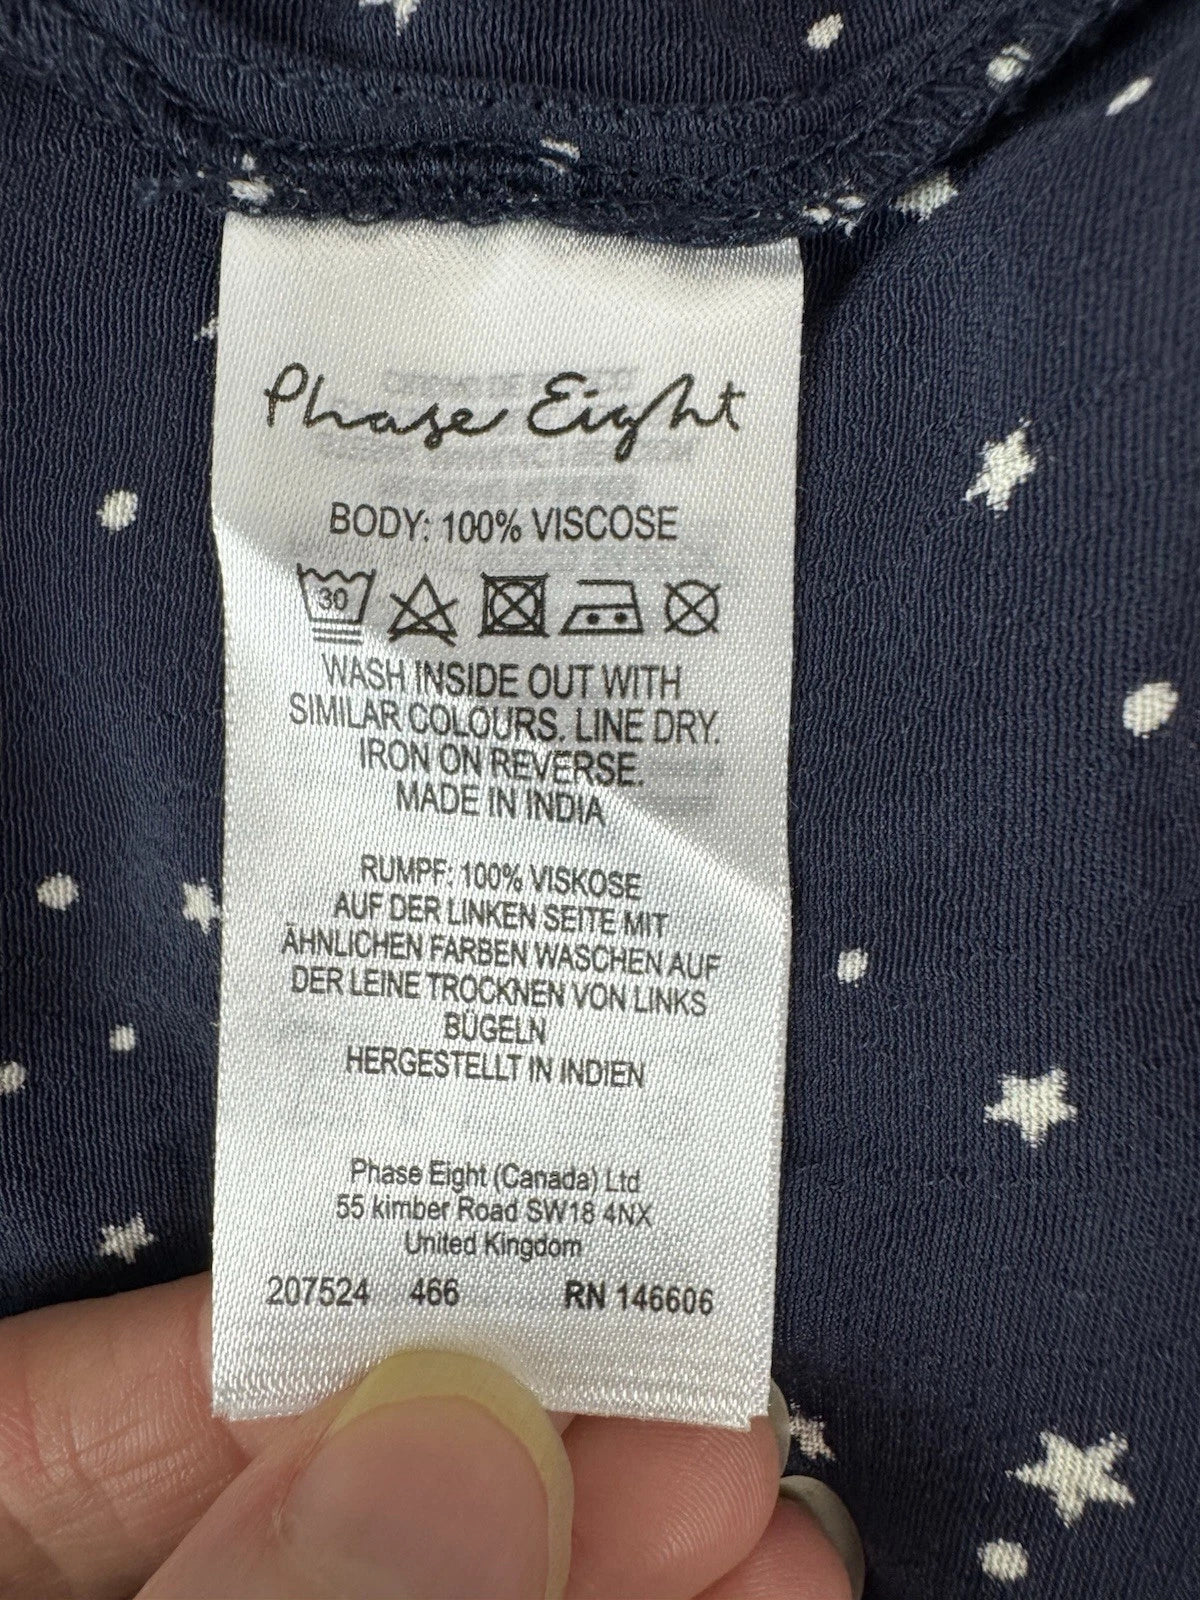 Phase Eight
BODY: 100% VISCOSE
30
WASH INSIDE OUT WITH
SIMILAR COLOURS. LINE DRY.
IRON ON REVERSE.
MADE IN INDIA
RUMPF: 100% VISKOSE
AUF DER LINKEN SEITE MIT
ÄHNLICHEN FARBEN WASCHEN AUF
DER LEINE TROCKNEN VON LINKS
BÜGELN
HERGESTELLT IN INDIEN
Phase Eight (Canada) Ltd
55 kimber Road SW18 4NX
United Kingdom
207524 466 RN 146606